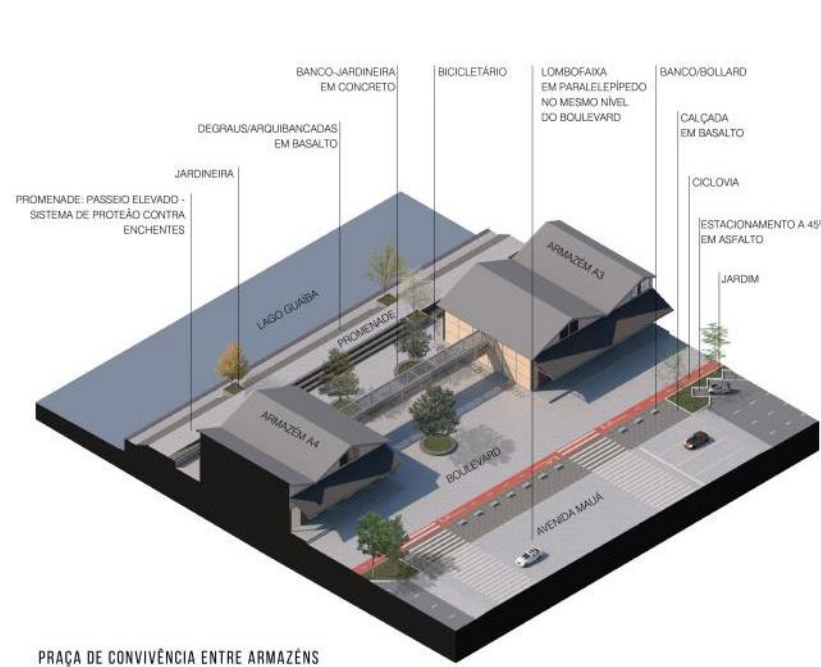 BANCO-JARDINEIRA
EM CONCRETO
BICICLETÁRIO
LOMBOFAIXA
EM PARALELEPÍPEDO
NO MESMO NÍVEL
DO BOULEVARD
BANCO/BOLLARD
DEGRAUS/ARQUIBANCADAS
EM BASALTO
CALÇADA
EM BASALTO
JARDINEIRA
CICLOVIA
PROMENADE: PASSEIO ELEVADO -
SISTEMA DE PROTEÃO CONTRA
ENCHENTES
ESTACIONAMENTO A 45º
EM ASFALTO
JARDIM
ARMAZÉM A3
LAGO GUAÍBA
PROMENADE
ARMAZÉM A4
BOULEVARD
AVENIDA MAUÁ
PRAÇA DE CONVIVÊNCIA ENTRE ARMAZÉNS